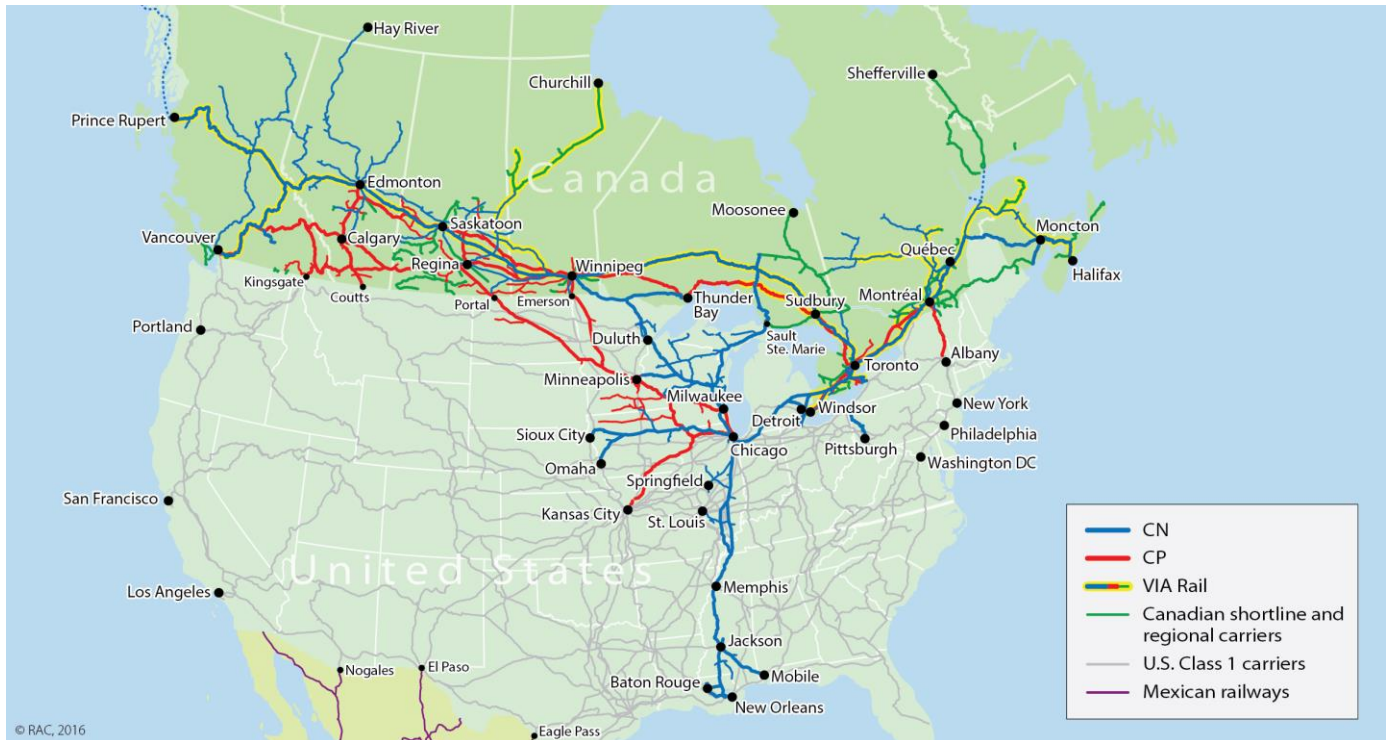 Hay River
Churchill
Shefferville
Prince Rupert
Canada
Edmonton
Moosonee
Saskatoon
Moncton
Vancouver
Calgary
Québec
Regina
Winnipeg
Halifax
Kingsgate
Coutts
Portal
Emerson
Thunder
Bay
Sudbury
Montréal
Portland
Duluth
Sault
Ste. Marie
Albany
Toronto
Minneapolis
Milwaukee
New York
Detroit
Windsor
Sioux City
Chicago
Pittsburgh
Philadelphia
Omaha
Washington DC
Springfield
San Francisco
Kansas City
St. Louis
United States
Memphis
Los Angeles
Jackson
Nogales
El Paso
Mobile
Baton Rouge
New Orleans
Eagle Pass
CN
CP
VIA Rail
Canadian shortline and
regional carriers
U.S. Class 1 carriers
Mexican railways
© RAC, 2016